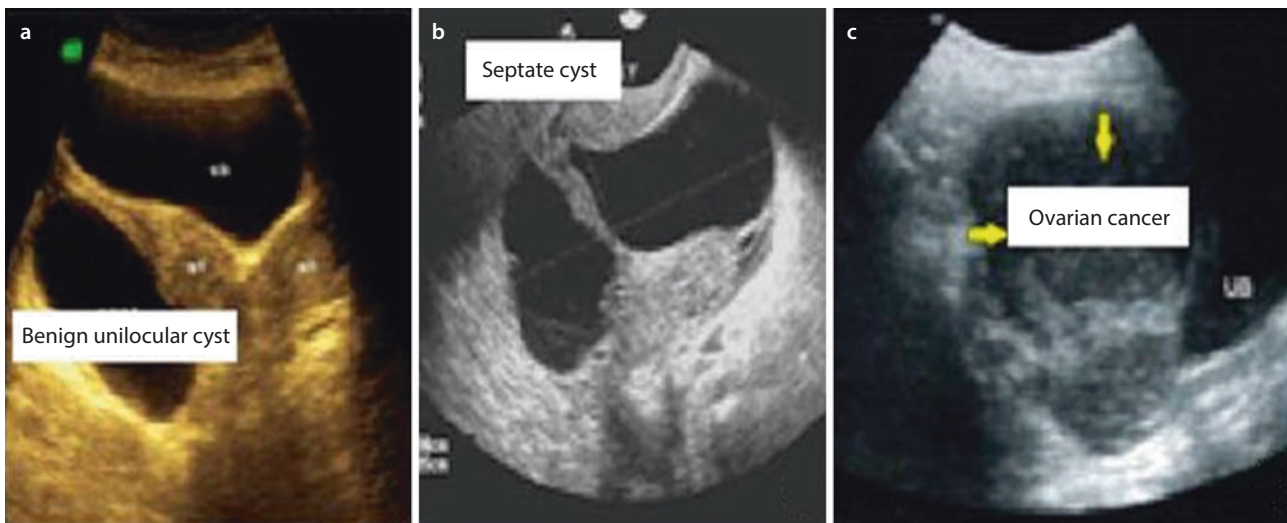 a
Benign unilocular cyst
b
Septate cyst
c
Ovarian cancer
UB